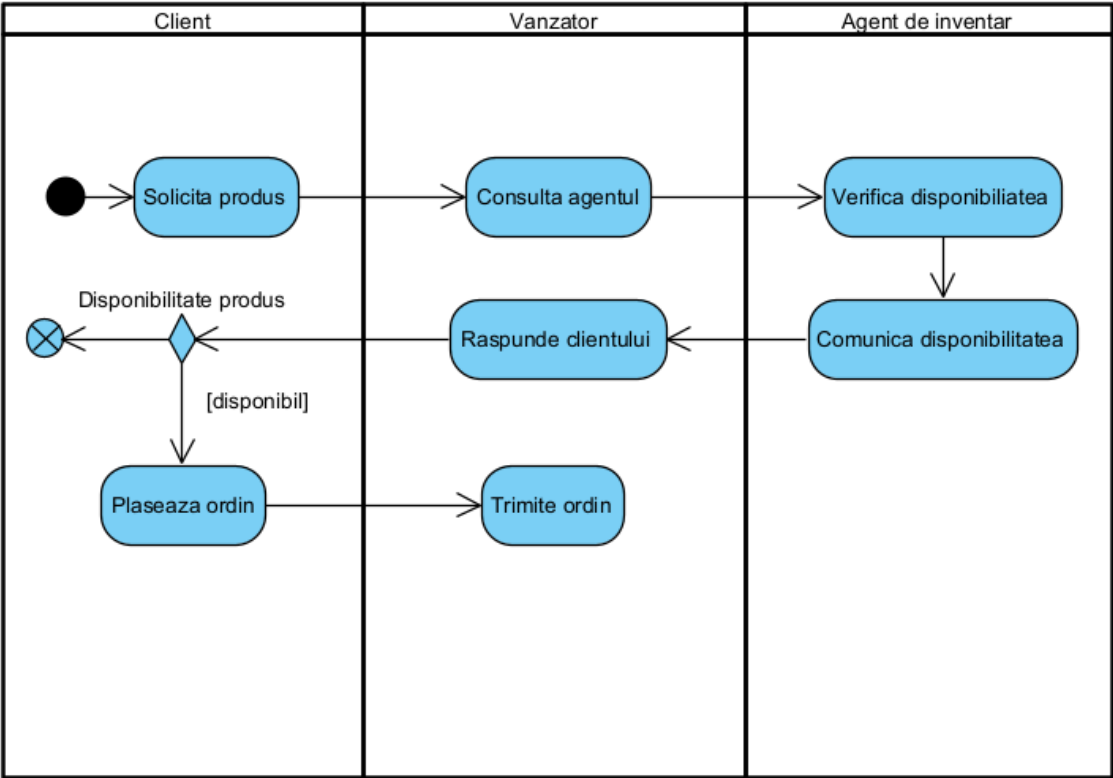 Client
Vanzator
Agent de inventar
Solicita produs
Consulta agentul
Verifica disponibiliatea
Disponibilitate produs
Raspunde clientului
Comunica disponibilitatea
[disponibil]
Plaseaza ordin
Trimite ordin